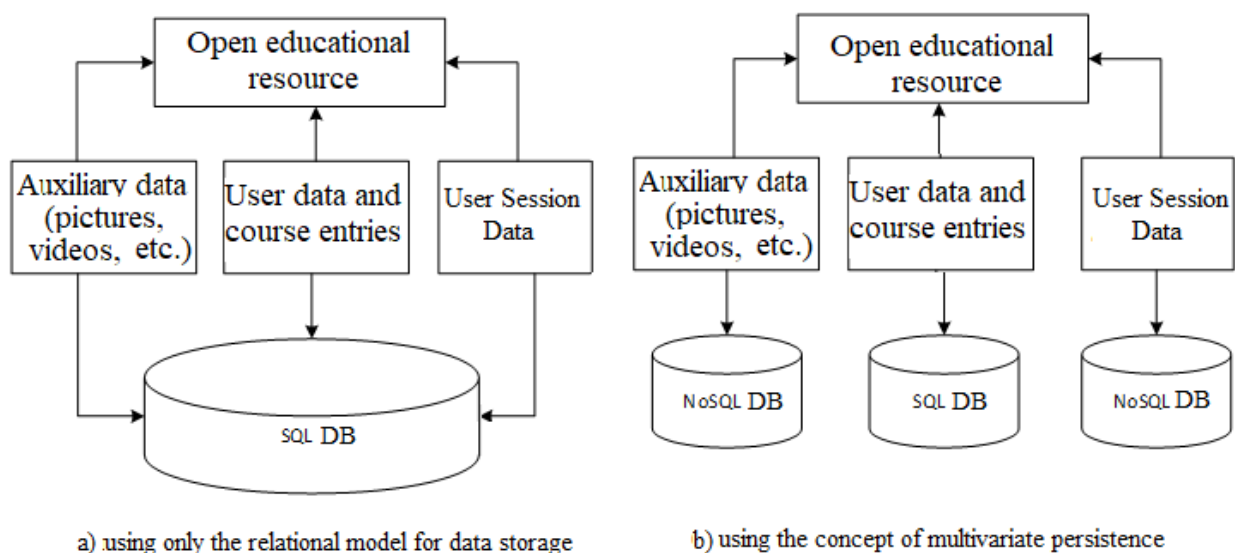 Open educational
resource
Auxiliary data
(pictures,
videos, etc.)
User data and
course entries
User Session
Data
SQL DB
a) using only the relational model for data storage
Open educational
resource
Auxiliary data
(pictures,
videos, etc.)
User data and
course entries
User Session
Data
NoSQL DB
SQL DB
NoSQL DB
b) using the concept of multivariate persistence